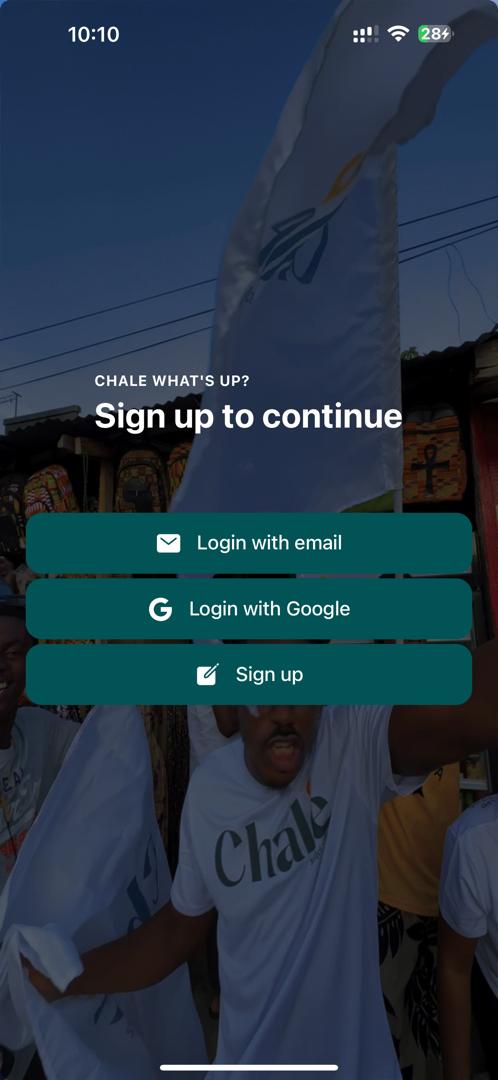 10:10
28
CHALE WHAT'S UP?
Sign up to continue
Login with email
Login with Google
Sign up
Chale